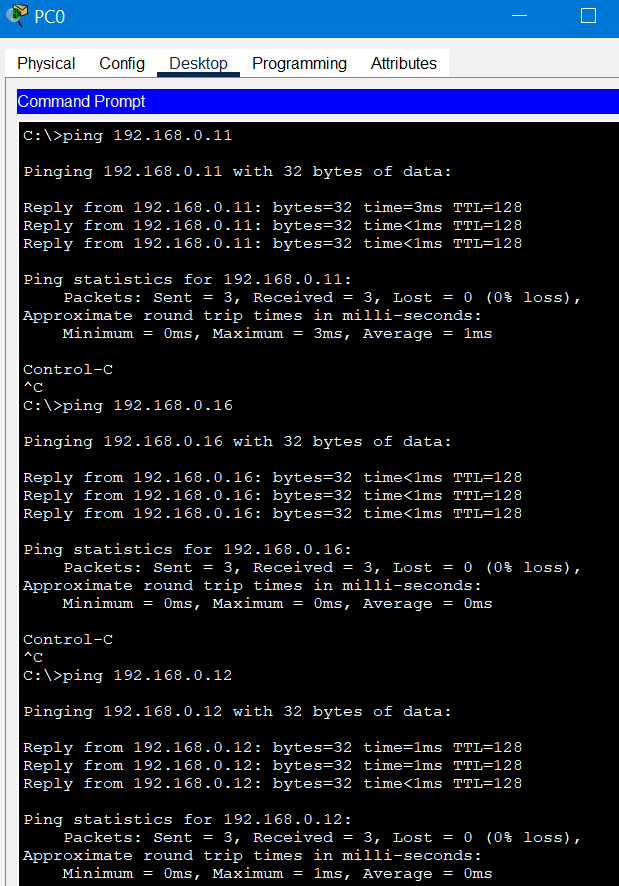 PC0
Physical Config Desktop Programming Attributes
Command Prompt
C:\>ping 192.168.0.11
Pinging 192.168.0.11 with 32 bytes of data:
Reply from 192.168.0.11: bytes=32 time=3ms TTL=128
Reply from 192.168.0.11: bytes=32 time<1ms TTL=128
Reply from 192.168.0.11: bytes=32 time<1ms TTL=128
Ping statistics for 192.168.0.11:
Packets: Sent = 3, Received = 3, Lost = 0 (0% loss),
Approximate round trip times in milli-seconds:
Minimum = 0ms, Maximum = 3ms, Average = 1ms
Control-C
^C
C:\>ping 192.168.0.16
Pinging 192.168.0.16 with 32 bytes of data:
Reply from 192.168.0.16: bytes=32 time<1ms TTL=128
Reply from 192.168.0.16: bytes=32 time<1ms TTL=128
Reply from 192.168.0.16: bytes=32 time<1ms TTL=128
Ping statistics for 192.168.0.16:
Packets: Sent = 3, Received = 3, Lost = 0 (0% loss),
Approximate round trip times in milli-seconds:
Minimum = 0ms, Maximum = 0ms, Average = 0ms
Control-C
^C
C:\>ping 192.168.0.12
Pinging 192.168.0.12 with 32 bytes of data:
Reply from 192.168.0.12: bytes=32 time=1ms TTL=128
Reply from 192.168.0.12: bytes=32 time=1ms TTL=128
Reply from 192.168.0.12: bytes=32 time<1ms TTL=128
Ping statistics for 192.168.0.12:
Packets: Sent = 3, Received = 3, Lost = 0 (0% loss),
Approximate round trip times in milli-seconds:
Minimum = 0ms, Maximum = 1ms, Average = 0ms